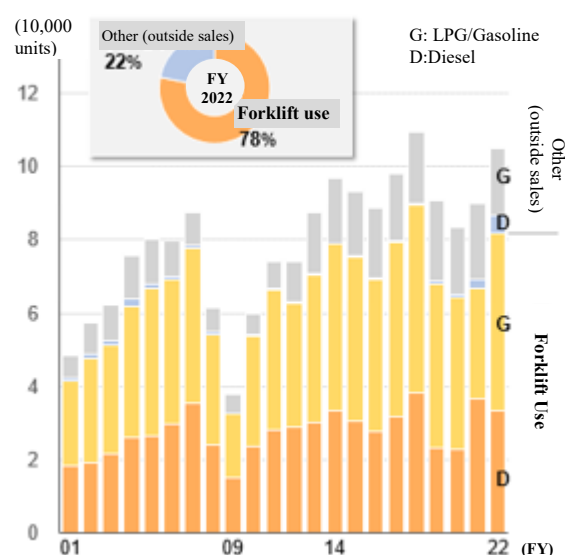 (10,000
units)
Other (outside sales)
22%
FY
2022
Forklift use
78%
G: LPG/Gasoline
D:Diesel
12
10
8
6
4
2
0
01
09
14
22
(FY)
G
D
G
D
Other
(outside sales)
Forklift Use